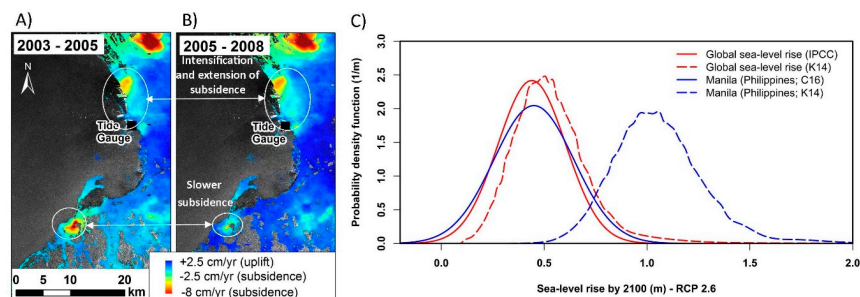 A)
2003 - 2005
N
B)
2005 - 2008
Intensification
and extension of
subsidence
Tide
Gauge
Tide
Gauge
Slower
subsidence
0 5 10 20
km
+2.5 cm/yr (uplift)
-2.5 cm/yr (subsidence)
-8 cm/yr (subsidence)
C)
Probability density function (1/m)
3.0
2.5
2.0
1.5
1.0
0.5
0.0
Global sea-level rise (IPCC)
Global sea-level rise (K14)
Manila (Philippines; C16)
Manila (Philippines; K14)
0.0 0.5 1.0 1.5 2.0
Sea-level rise by 2100 (m) - RCP 2.6